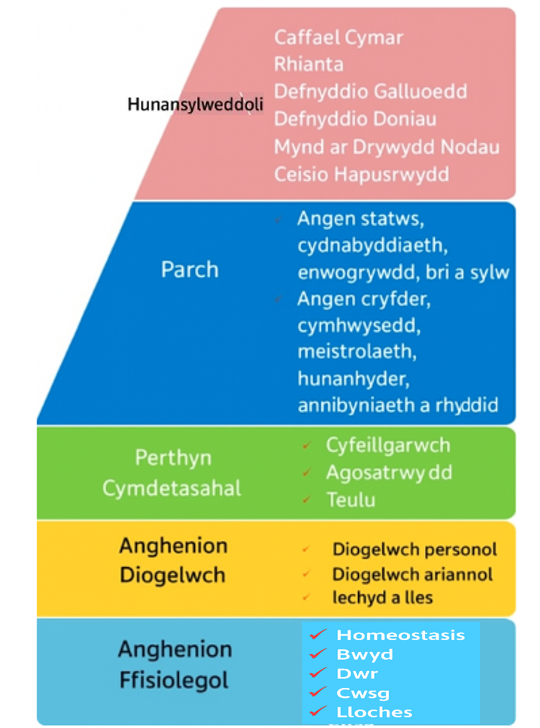 Hunansylweddoli
Caffael Cymar
Rhianta
Defnyddio Galluoedd
Defnyddio Doniau
Mynd ar Drywydd Nodau
Ceisio Hapusrwydd
Parch
Angen statws,
cydnabyddiaeth,
enwogrywdd, bri a sylw
Angen cryfder,
cymhwysedd,
meistrolaeth,
hunanhyder,
annibyniaeth a rhyddid
Perthyn
Cymdetasahal
Cyfeillgarwch
Agosatrwydd
Teulu
Anghenion
Diogelwch
Diogelwch personol
Diogelwch ariannol
Iechyd a lles
Anghenion
Ffisiolegol
Homeostasis
Bwyd
Dwr
Cwsg
Lloches